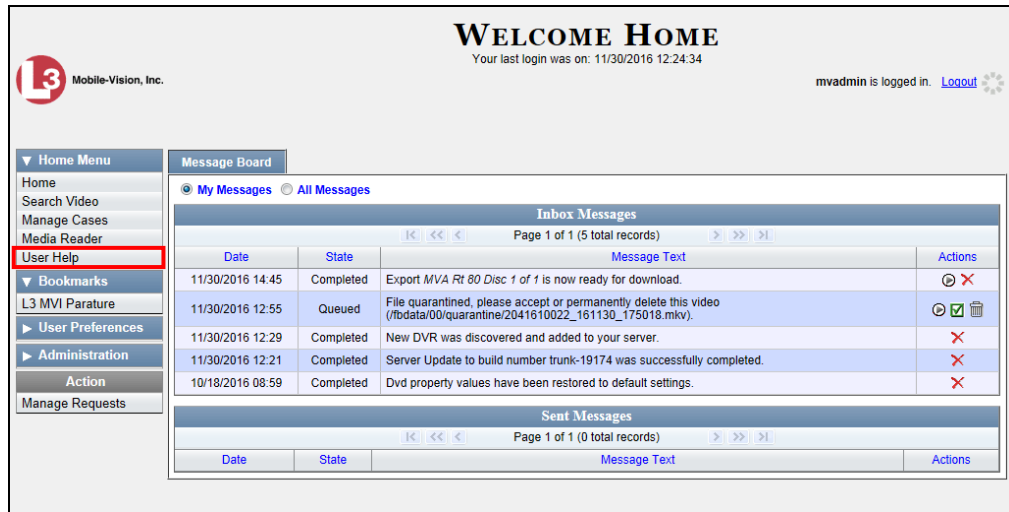 WELCOME HOME
Your last login was on: 11/30/2016 12:24:34
L3 Mobile-Vision, Inc.
mvadmin is logged in. Logout
▼ Home Menu
Home
Search Video
Manage Cases
Media Reader
User Help
▼ Bookmarks
L3 MVI Parature
► User Preferences
► Administration
Action
Manage Requests
Message Board
My Messages All Messages
Inbox Messages
Page 1 of 1 (5 total records)
Date State Message Text Actions
11/30/2016 14:45 Completed Export MVA Rt 80 Disc 1 of 1 is now ready for download.
11/30/2016 12:55 Queued File quarantined, please accept or permanently delete this video
(/fbdata/00/quarantine/2041610022_161130_175018.mkv).
11/30/2016 12:29 Completed New DVR was discovered and added to your server.
11/30/2016 12:21 Completed Server Update to build number trunk-19174 was successfully completed.
10/18/2016 08:59 Completed Dvd property values have been restored to default settings.
Sent Messages
Page 1 of 1 (0 total records)
Date State Message Text Actions